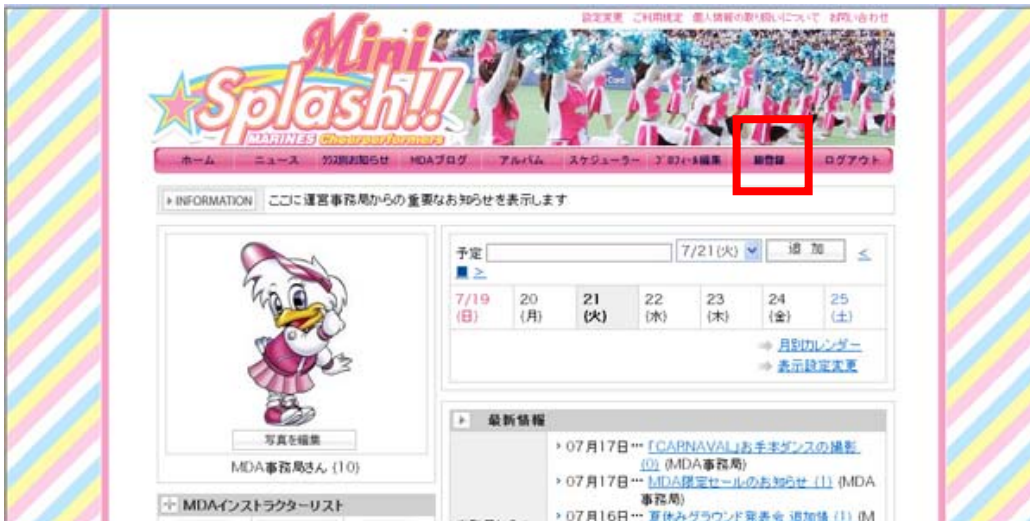 設定変更 ご利用規定 個人情報の取り扱いについて お問い合わせ
Mini
Splash!!
MARINES Cheerperformers
ホーム ニュース ｸﾗｽ別お知らせ MDAブログ アルバム スケジューラー ﾌﾟﾛﾌｨｰﾙ編集 ログアウト
INFORMATION ここに運営事務局からの重要なお知らせを表示します
予定 7/21(火) 追 加 ≤
■ ≥
7/19 20 21 22 23 24 25
(日) (月) (火) (水) (木) (金) (土)
月別カレンダー
表示設定変更
写真を編集
MDA事務局さん (10)
MDAインストラクターリスト
最新情報
07月17日… 「CARNAVAL」お手本ダンスの撮影
(0) (MDA事務局)
07月17日… MDA限定セールのお知らせ (1) (MDA
事務局)
07月16日… 夏休みグラウンド発表会 追加情 (1) (M